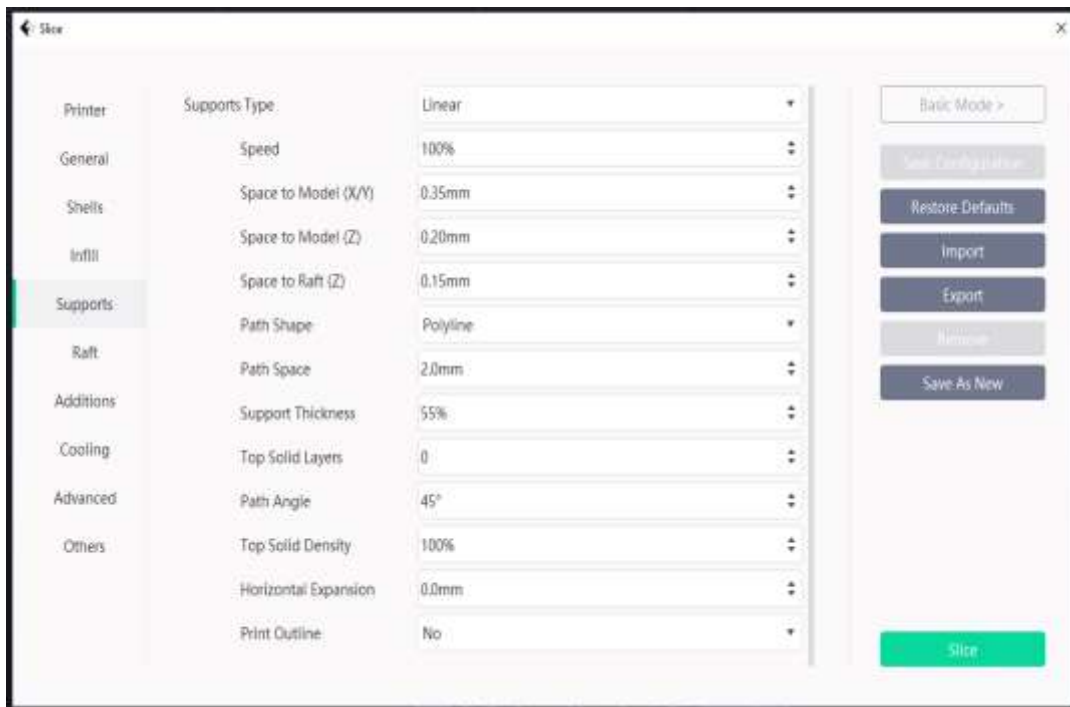 Slice
Printer
General
Shells
Infill
Supports
Raft
Additions
Cooling
Advanced
Others
Supports Type Linear
Speed 100%
Space to Model (X/Y) 0.35mm
Space to Model (Z) 0.20mm
Space to Raft (Z) 0.15mm
Path Shape Polyline
Path Space 2.0mm
Support Thickness 55%
Top Solid Layers 0
Path Angle 45°
Top Solid Density 100%
Horizontal Expansion 0.0mm
Print Outline No
Basic Mode >
Save Configuration
Restore Defaults
Import
Export
Remove
Save As New
Slice